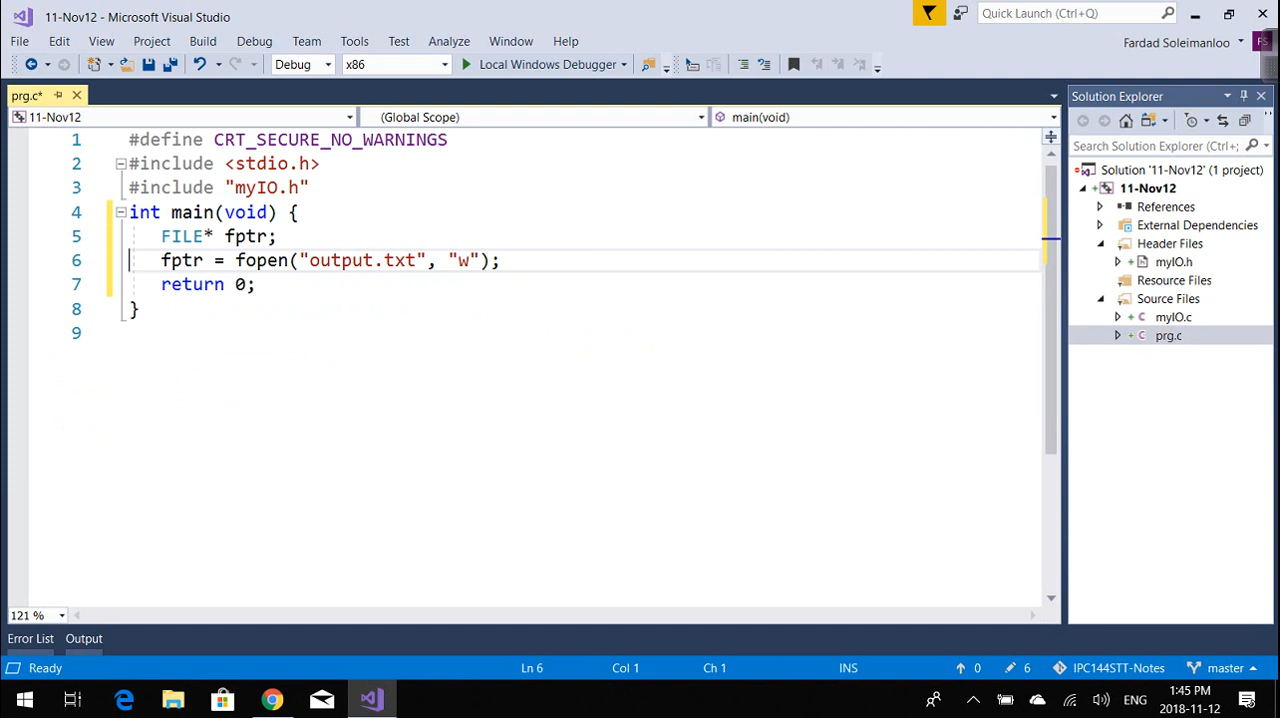 11-Nov12 - Microsoft Visual Studio
Quick Launch (Ctrl+Q)
File Edit View Project Build Debug Team Tools Test Analyze Window Help
Fardad Soleimanloo FS
Debug x86 Local Windows Debugger
prg.c*
11-Nov12 (Global Scope) main(void)
1 #define CRT_SECURE_NO_WARNINGS
2 #include <stdio.h>
3 #include "myIO.h"
4 int main(void) {
5 FILE* fptr;
6 fptr = fopen("output.txt", "w");
7 return 0;
8 }
9
121 %
Solution Explorer
Search Solution Explorer (Ctrl+;
Solution '11-Nov12' (1 project)
11-Nov12
References
External Dependencies
Header Files
myIO.h
Resource Files
Source Files
myIO.c
prg.c
Error List Output
Ready Ln 6 Col 1 Ch 1 INS 0 6 IPC144STT-Notes master
ENG
1:45 PM
2018-11-12